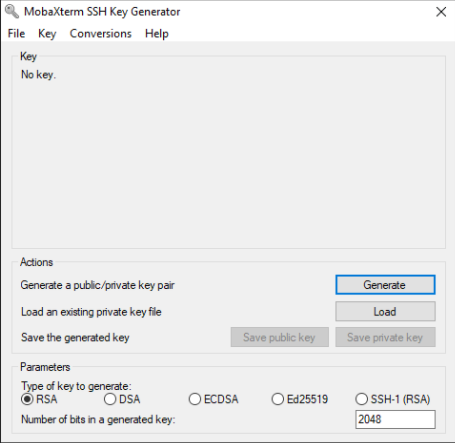 MobaXterm SSH Key Generator
File Key Conversions Help
Key
No key.
Actions
Generate a public/private key pair
Generate
Load an existing private key file
Load
Save the generated key
Save public key
Save private key
Parameters
Type of key to generate:
RSA DSA ECDSA Ed25519 SSH-1 (RSA)
Number of bits in a generated key:
2048